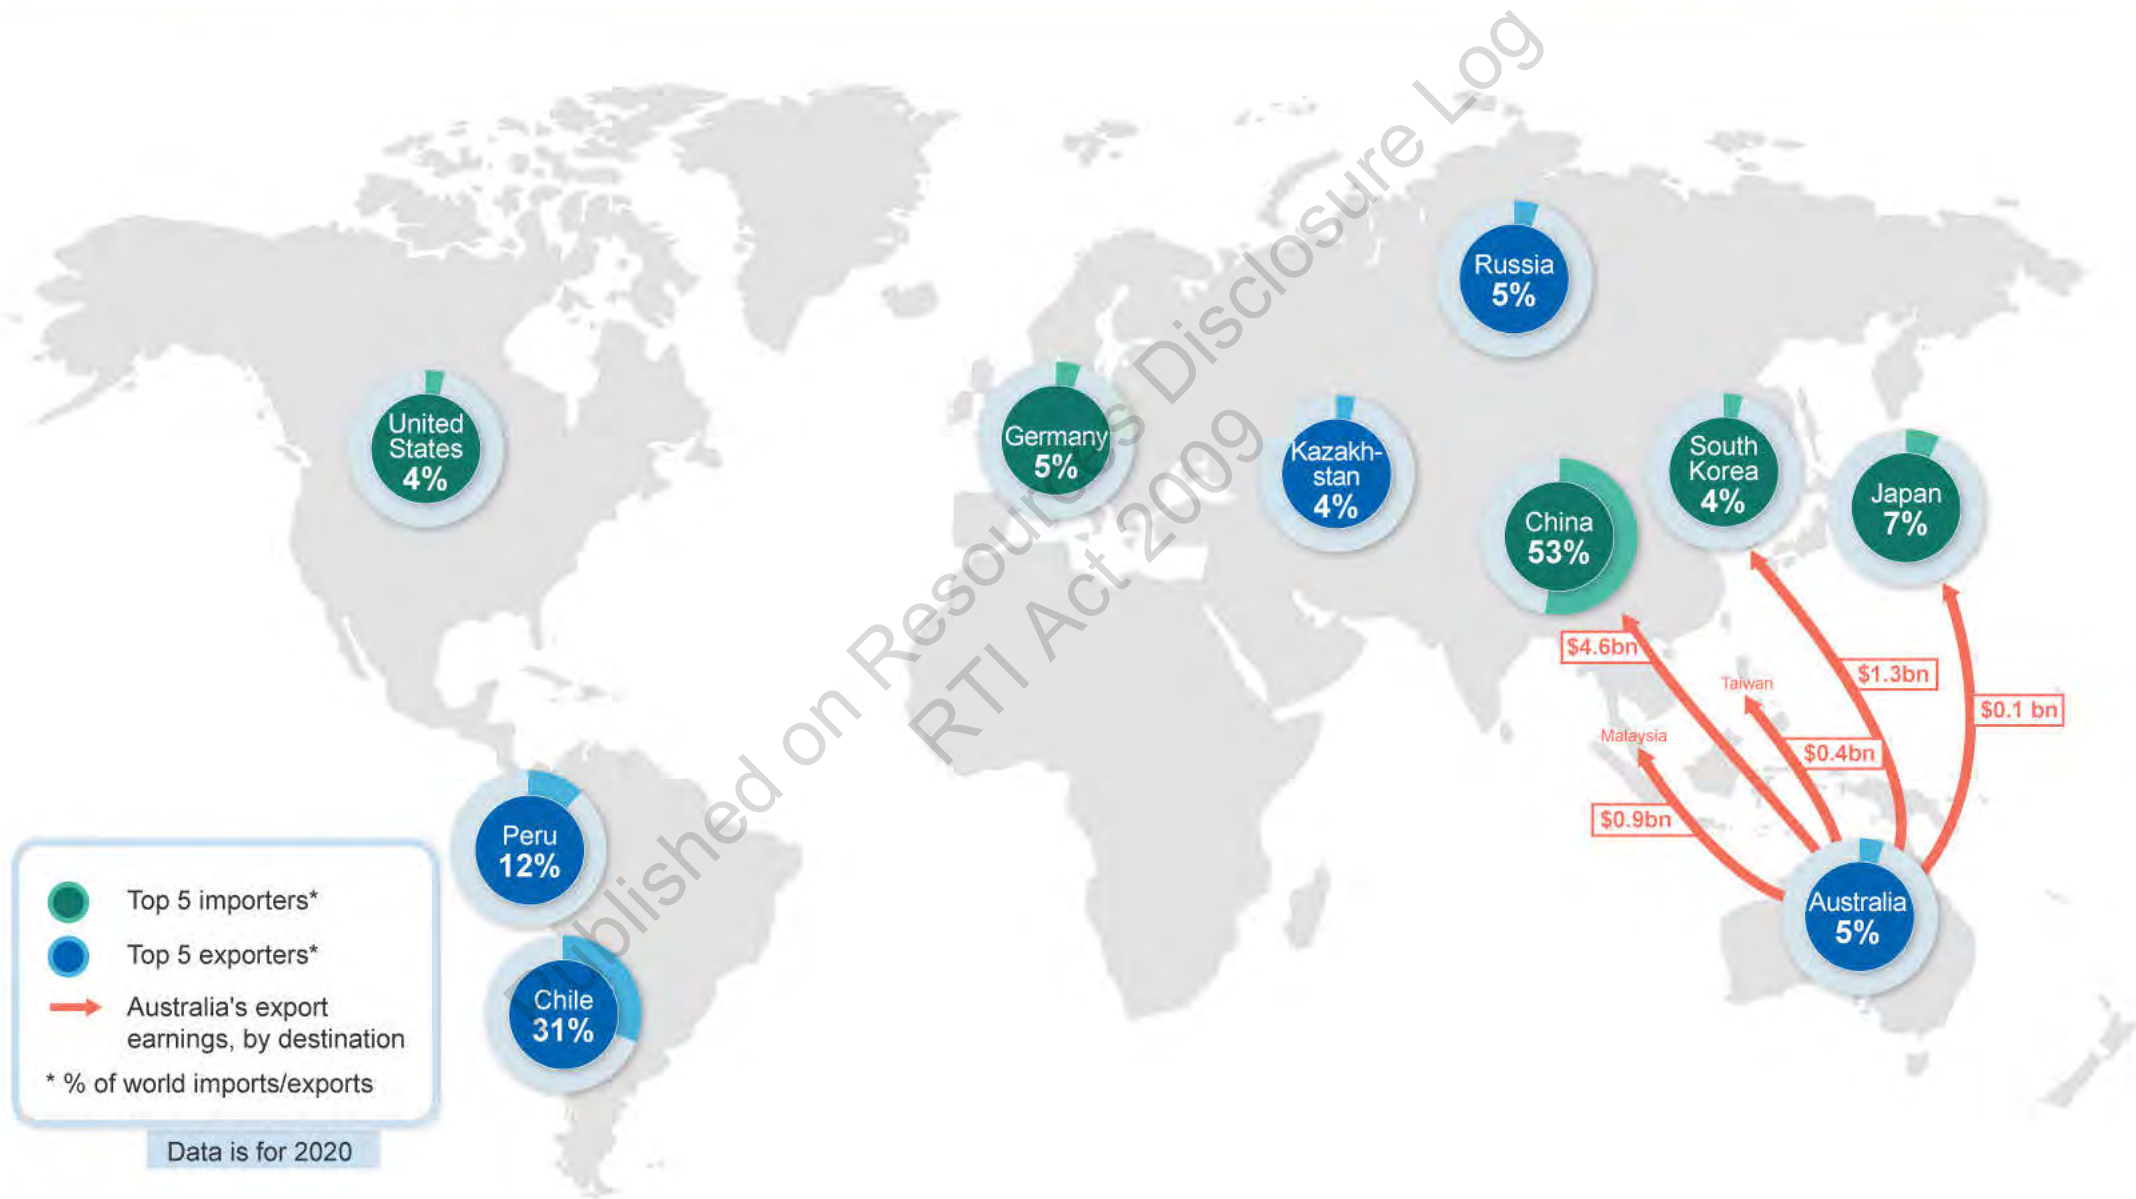 Published on Resources Disclosure Log
RTI Act 2009
Russia
5%
United
States
4%
Germany
5%
Kazakh-
stan
4%
China
53%
South
Korea
4%
Japan
7%
$4.6bn
Taiwan
$1.3bn
$0.1 bn
Malaysia
$0.4bn
$0.9bn
Peru
12%
Australia
5%
Chile
31%
Top 5 importers*
Top 5 exporters*
Australia's export
earnings, by destination
* % of world imports/exports
Data is for 2020